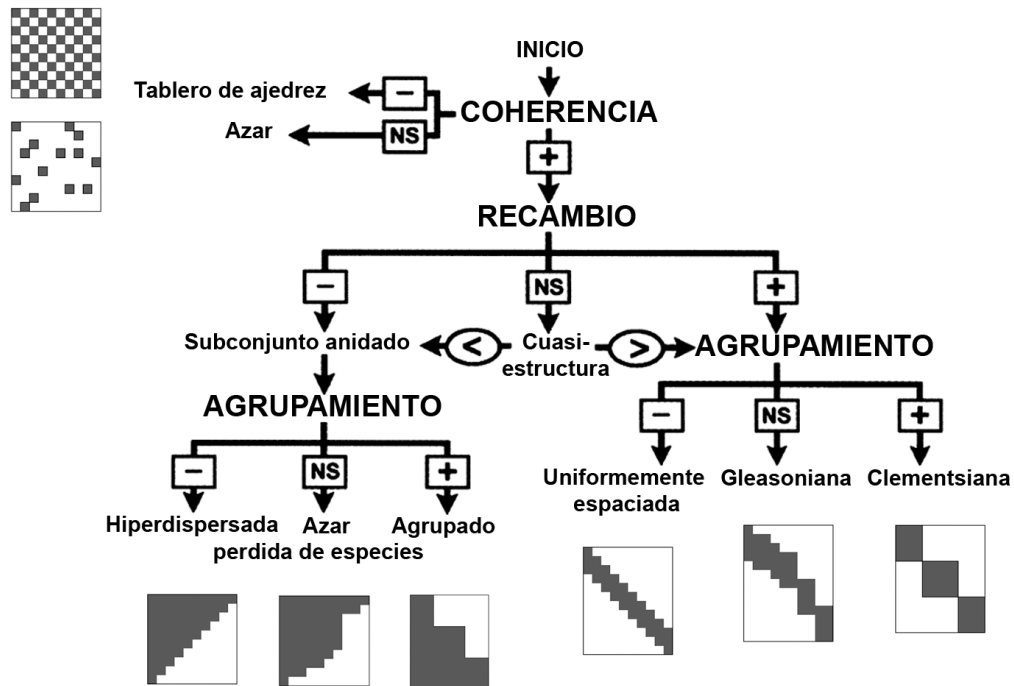 INICIO
Tablero de ajedrez
−
COHERENCIA
Azar
NS
+
RECAMBIO
−
NS
+
Subconjunto anidado
<
Cuasi-
estructura
>
AGRUPAMIENTO
AGRUPAMIENTO
−
NS
+
−
NS
+
Uniformemente
espaciada
Gleasoniana
Clementsiana
Hiperdispersada
Azar
perdida de especies
Agrupado